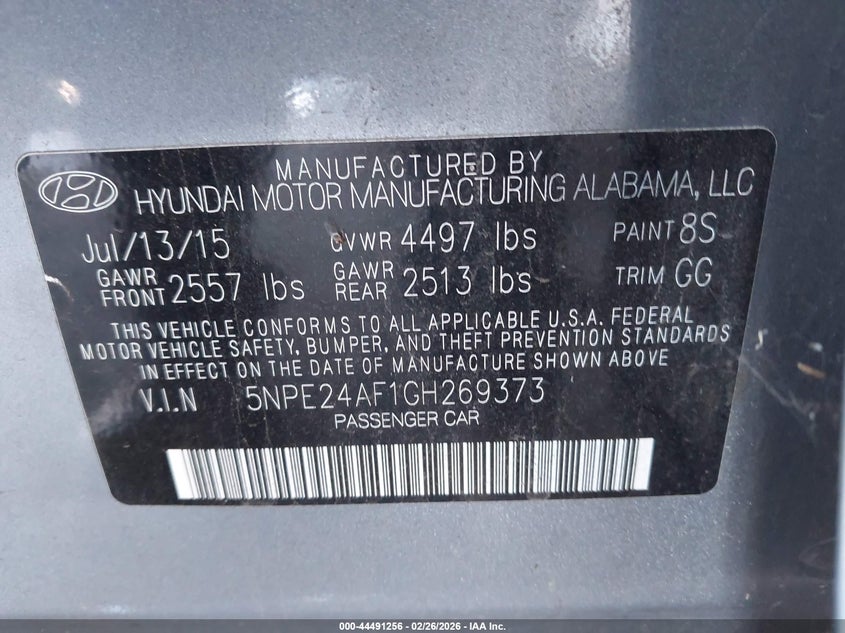 MANUFACTURED BY
HYUNDAI MOTOR MANUFACTURING ALABAMA, LLC
Jul/13/15 GVWR 4497 lbs PAINT 8S
GAWR FRONT 2557 lbs GAWR REAR 2513 lbs TRIM GG
THIS VEHICLE CONFORMS TO ALL APPLICABLE U.S.A. FEDERAL
MOTOR VEHICLE SAFETY, BUMPER, AND THEFT PREVENTION STANDARDS
IN EFFECT ON THE DATE OF MANUFACTURE SHOWN ABOVE
V.I.N 5NPE24AF1GH269373
PASSENGER CAR
000-44491256 - 02/26/2026 - IAA Inc.